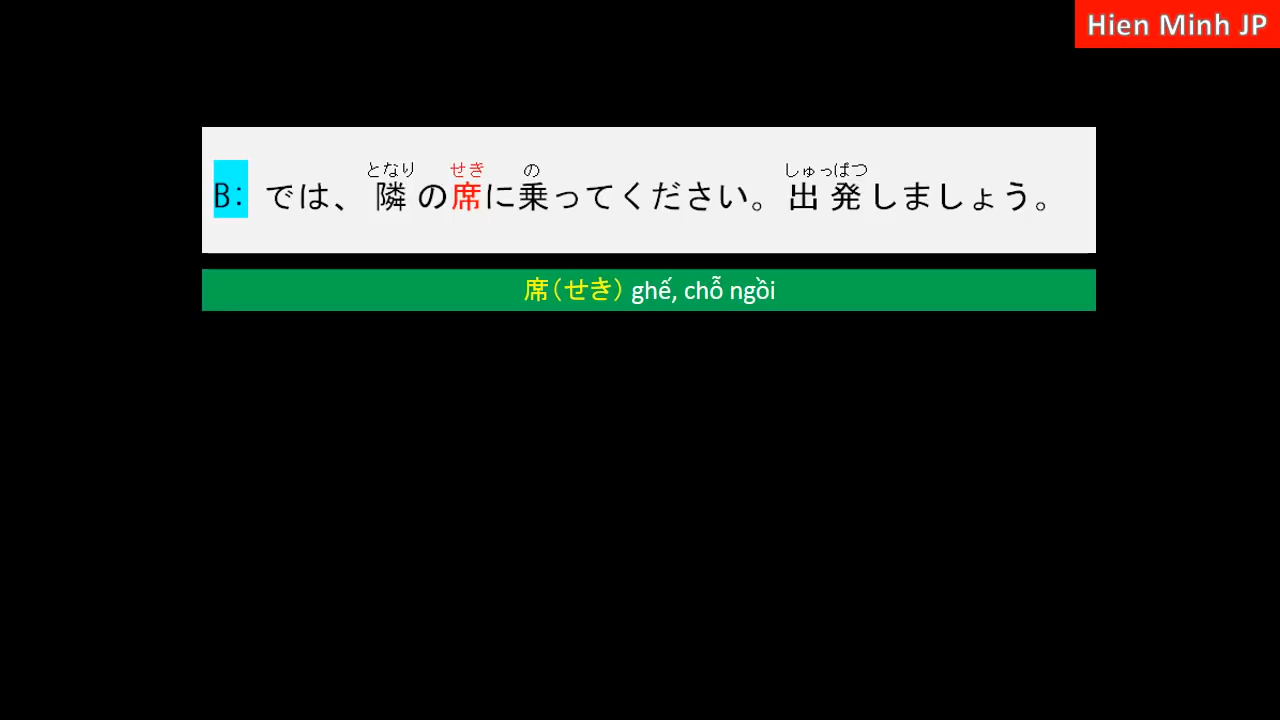 Hien Minh JP
となり せき の しゅっぱつ
B: では、隣の席に乗ってください。出発しましょう。
席(せき) ghế, chỗ ngồi